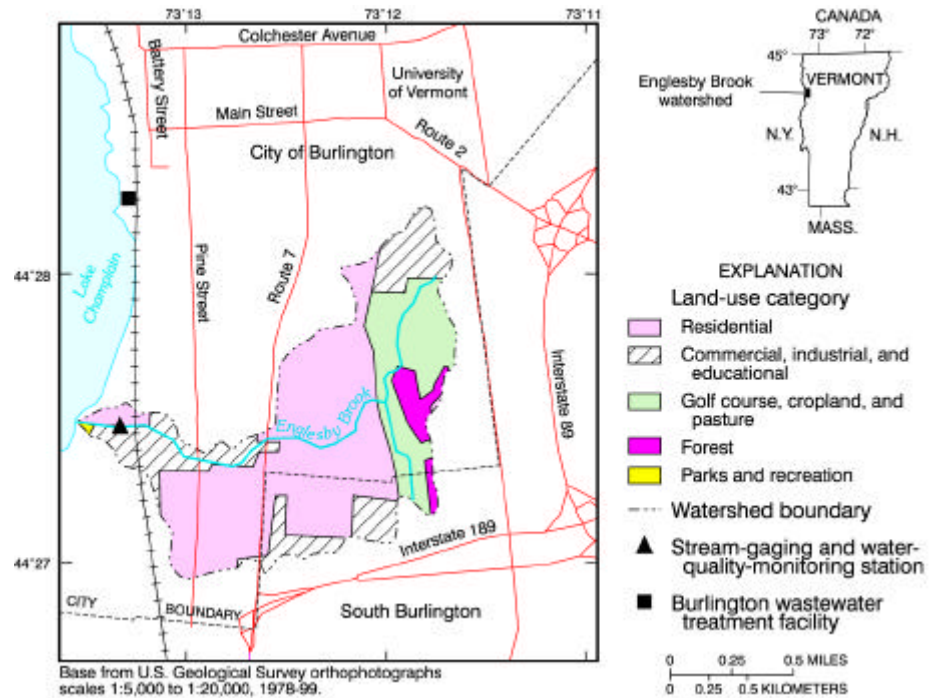 73°13
73°12
73°11
Colchester Avenue
Battery Street
University
of Vermont
Main Street
Route 2
City of Burlington
44°28
Lake
Champlain
Pine Street
Route 7
Interstate 89
Englesby Brook
44°27
Interstate 189
CITY
BOUNDARY
South Burlington
Base from U.S. Geological Survey orthophotographs
scales 1:5,000 to 1:20,000, 1978-99.
CANADA
73° 72°
45°
VERMONT
Englesby Brook
watershed
N.Y.
N.H.
43°
MASS.
EXPLANATION
Land-use category
Residential
Commercial, industrial, and
educational
Golf course, cropland, and
pasture
Forest
Parks and recreation
Watershed boundary
Stream-gaging and water-
quality-monitoring station
Burlington wastewater
treatment facility
0 0.25 0.5 MILES
0 0.25 0.5 KILOMETERS